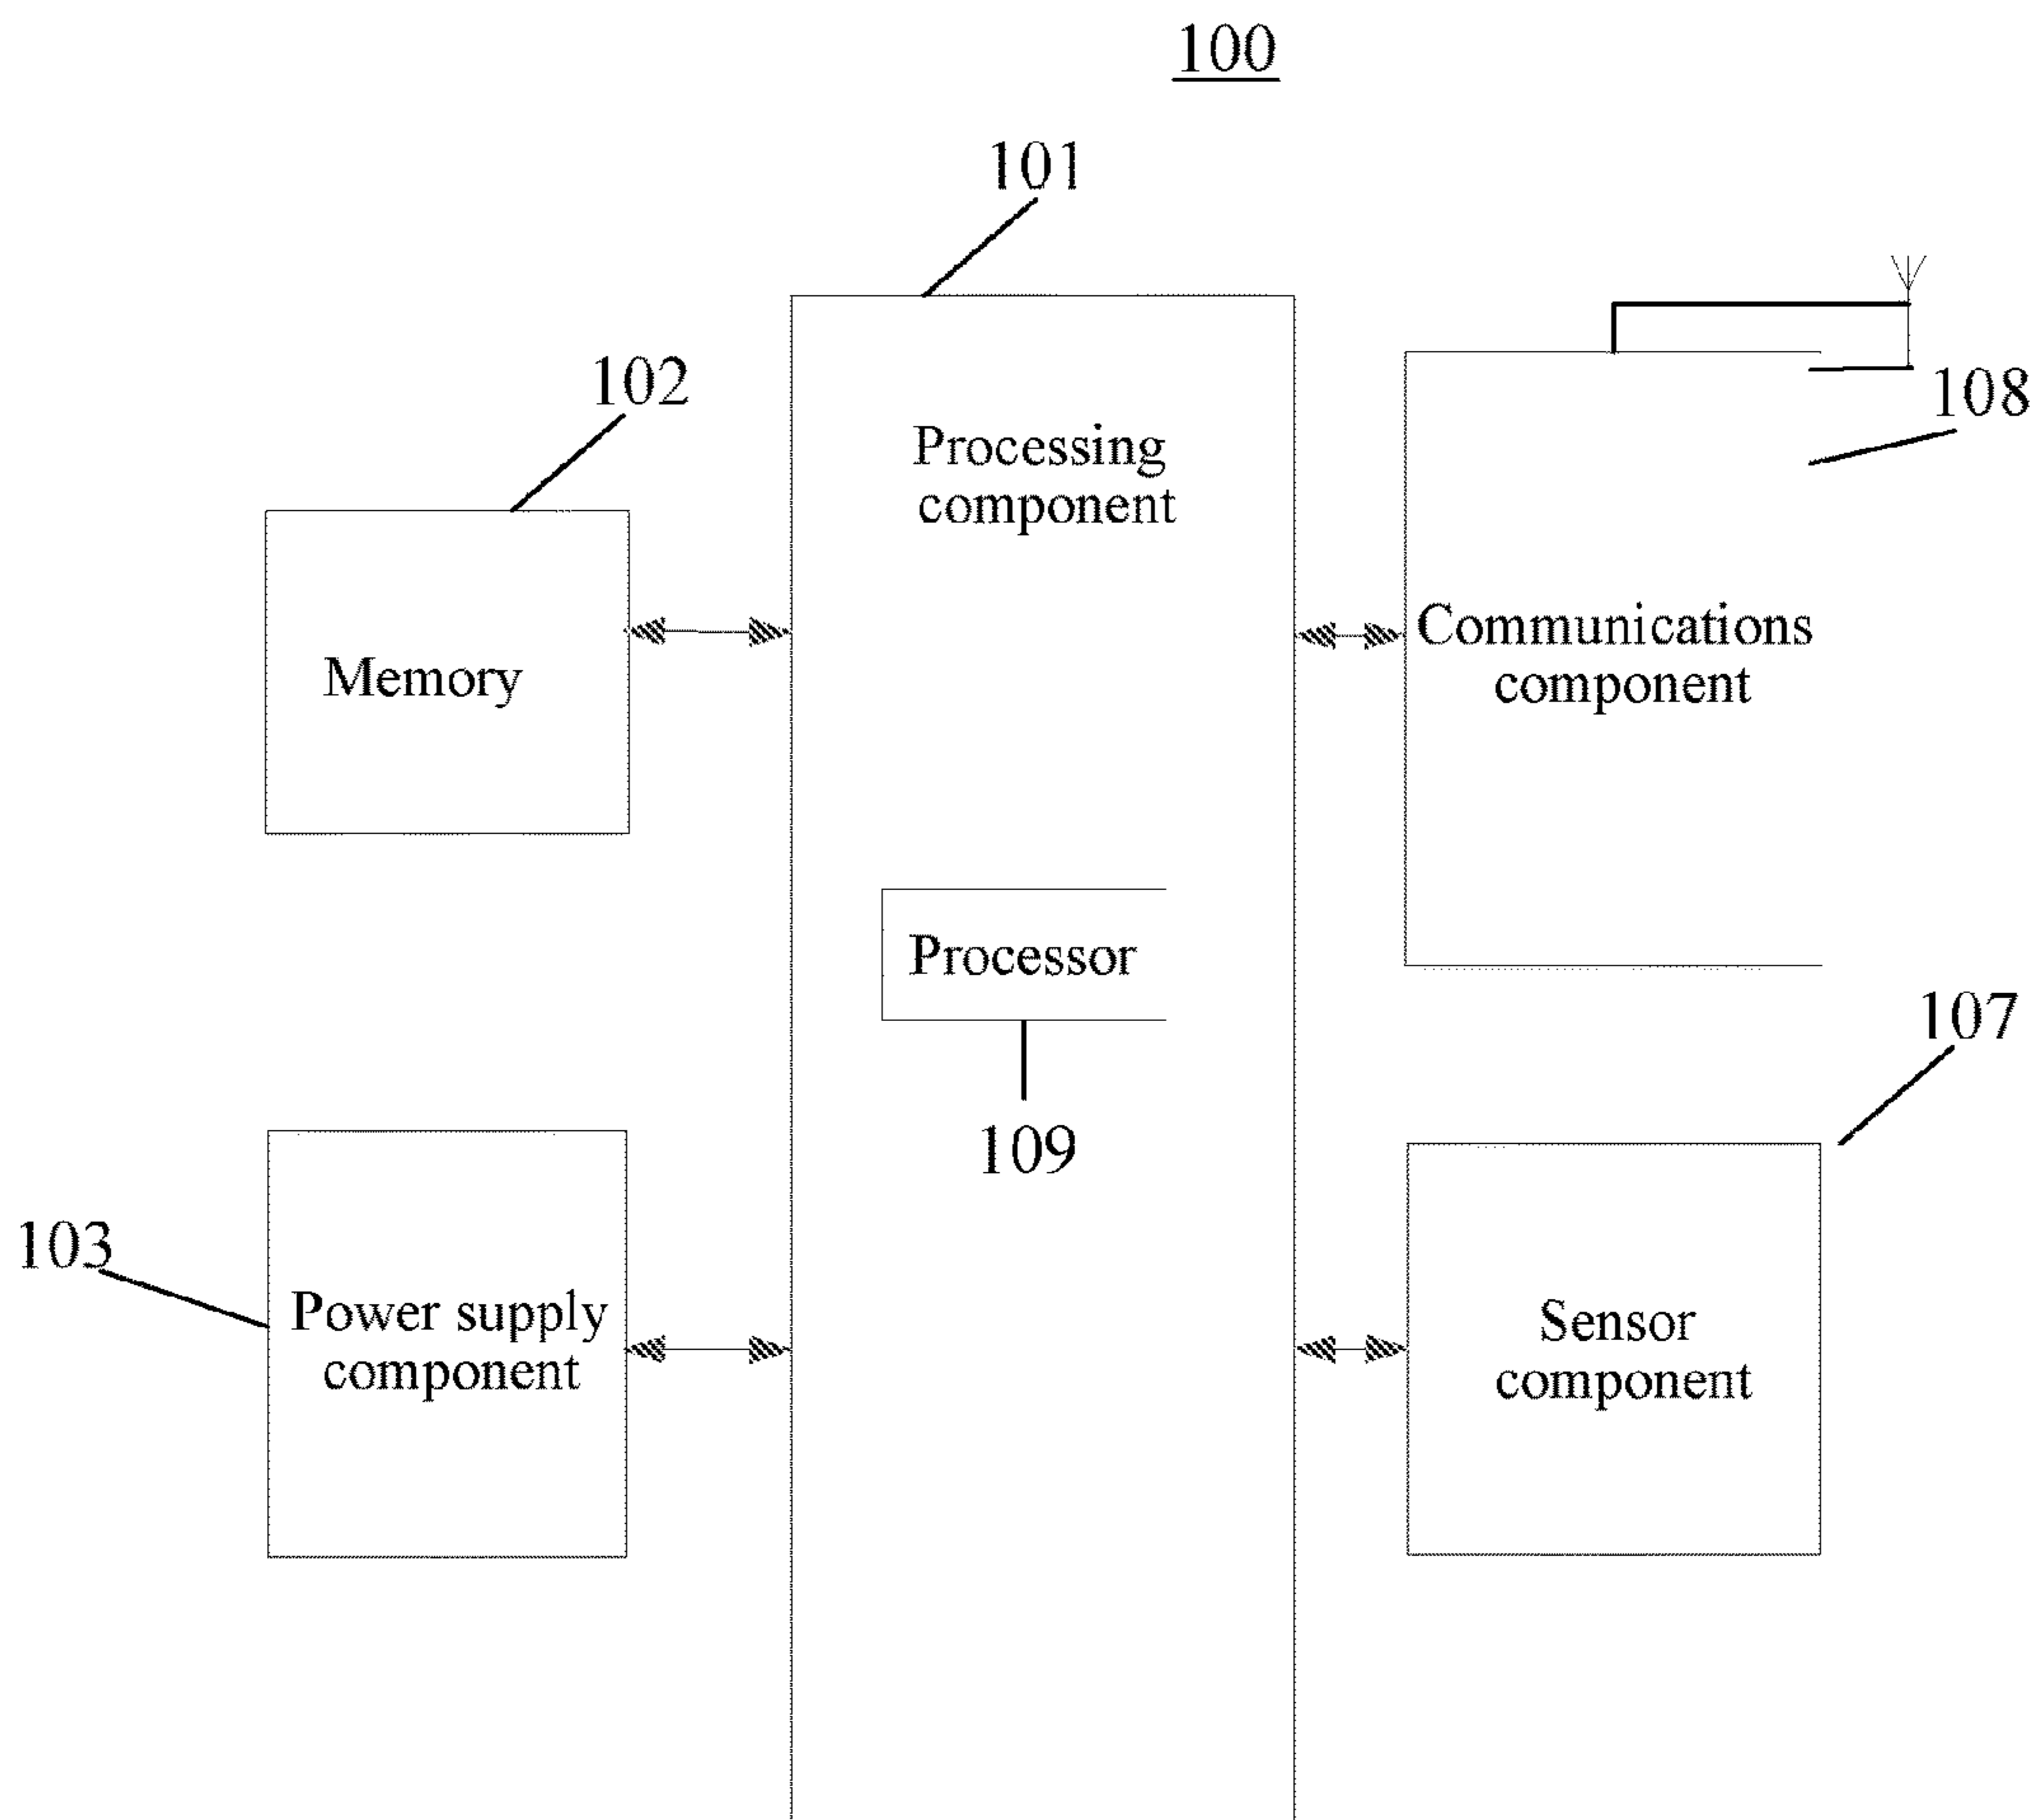 100
101
102
108
Processing
component
Communications
component
Memory
Processor
107
109
103
Power supply
component
Sensor
component